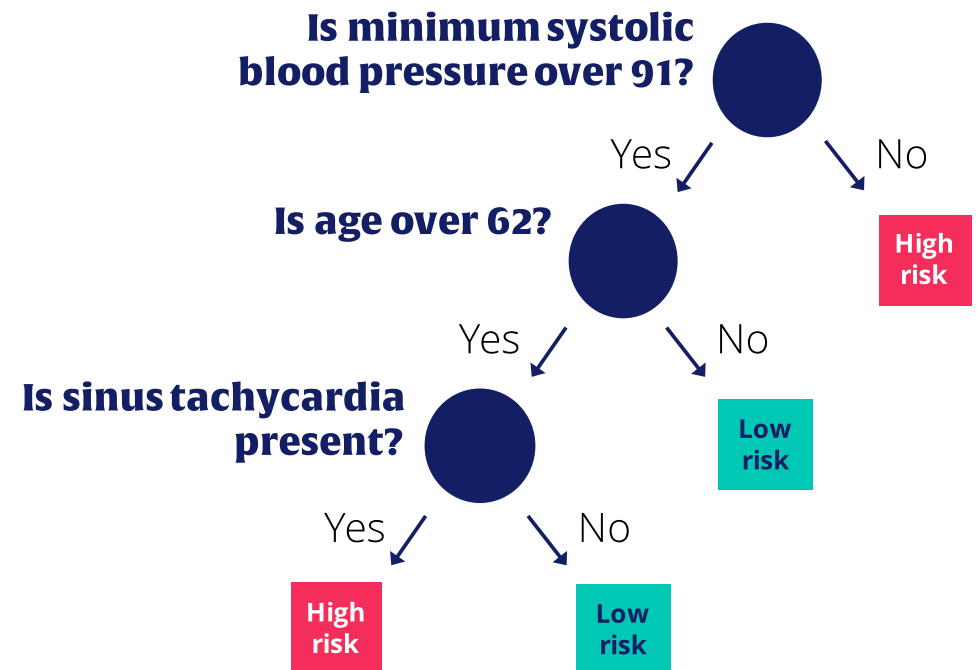 Is minimum systolic
blood pressure over 91?
Yes
No
High
risk
Is age over 62?
Yes
No
Low
risk
Is sinus tachycardia
present?
Yes
No
High
risk
Low
risk